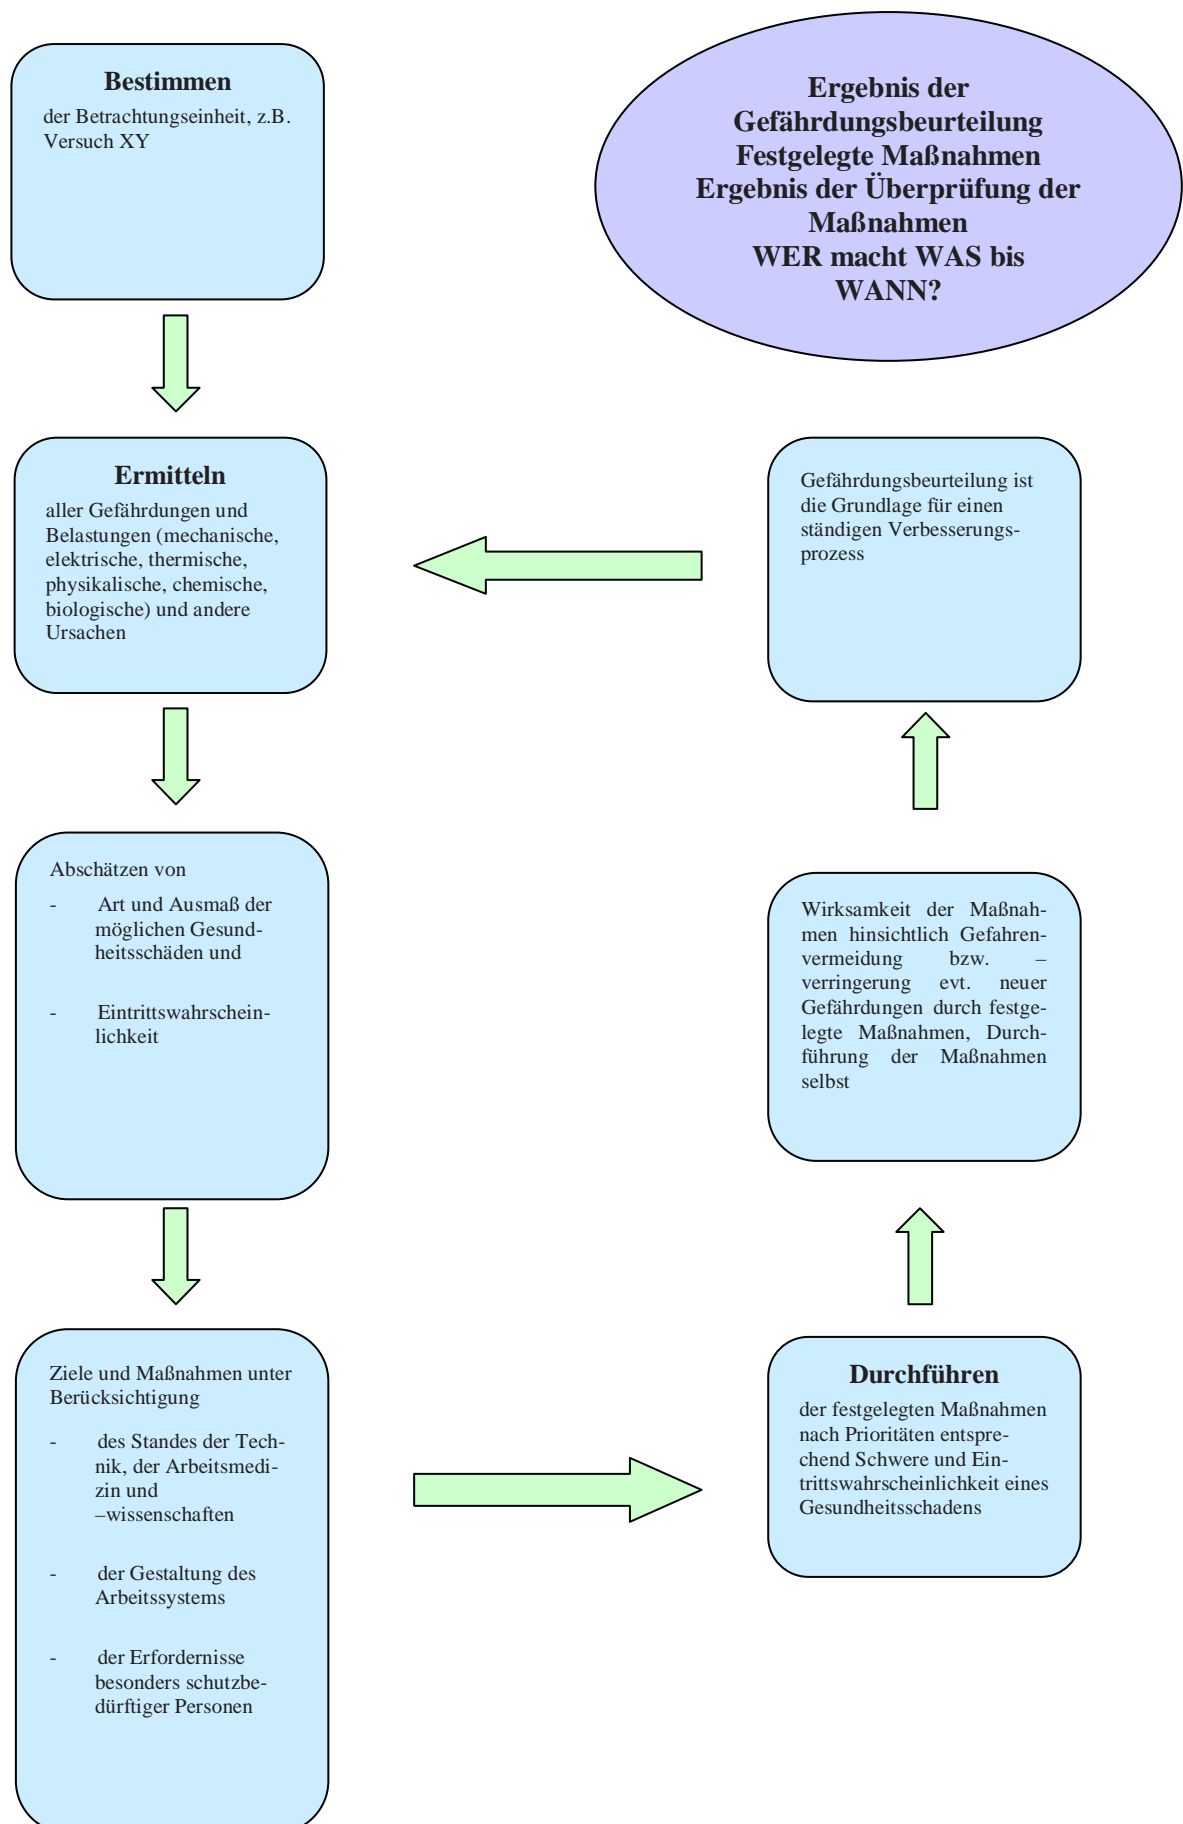 Bestimmen
der Betrachtungseinheit, z.B.
Versuch XY
Ergebnis der
Gefährdungsbeurteilung
Festgelegte Maßnahmen
Ergebnis der Überprüfung der
Maßnahmen
WER macht WAS bis
WANN?
Ermitteln
aller Gefährdungen und
Belastungen (mechanische,
elektrische, thermische,
physikalische, chemische,
biologische) und andere
Ursachen
Gefährdungsbeurteilung ist
die Grundlage für einen
ständigen Verbesserungs-
prozess
Abschätzen von
- Art und Ausmaß der
möglichen Gesund-
heitsschäden und
- Eintrittswahrschein-
lichkeit
Wirksamkeit der Maßnah-
men hinsichtlich Gefahren-
vermeidung bzw. –
verringerung evt. neuer
Gefährdungen durch festge-
legte Maßnahmen, Durch-
führung der Maßnahmen
selbst
Ziele und Maßnahmen unter
Berücksichtigung
- des Standes der Tech-
nik, der Arbeitsmedi-
zin und
–wissenschaften
- der Gestaltung des
Arbeitssystems
- der Erfordernisse
besonders schutzbe-
dürftiger Personen
Durchführen
der festgelegten Maßnahmen
nach Prioritäten entspre-
chend Schwere und Ein-
trittswahrscheinlichkeit eines
Gesundheitsschadens